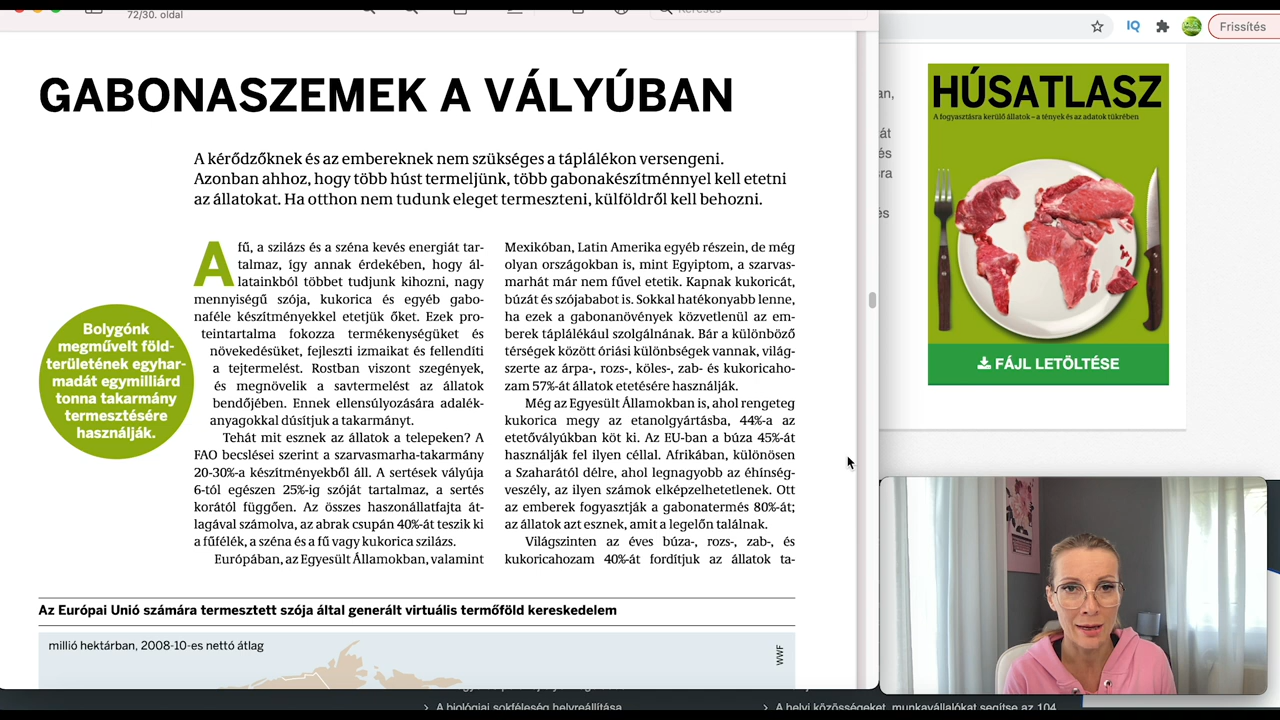 72/30. oldal
Keresés
GABONASZEMEK A VÁLYÚBAN
A kérődzőknek és az embereknek nem szükséges a táplálékon versengeni.
Azonban ahhoz, hogy több húst termeljünk, több gabonakészítménnyel kell etetni
az állatokat. Ha otthon nem tudunk eleget termeszteni, külföldről kell behozni.
Bolygónk
megművelt föld-
területének egyhar-
madát egymilliárd
tonna takarmány
termesztésére
használják.
A fű, a szilázs és a széna kevés energiát tar-
talmaz, így annak érdekében, hogy ál-
latainkból többet tudjunk kihozni, nagy
mennyiségű szója, kukorica és egyéb gabo-
naféle készítményekkel etetjük őket. Ezek pro-
teintartalma fokozza termékenységüket és
növekedésüket, fejleszti izmaikat és fellendíti
a tejtermelést. Rostban viszont szegények,
és megnövelik a savtermelést az állatok
bendőjében. Ennek ellensúlyozására adalék-
anyagokkal dúsítjuk a takarmányt.
Tehát mit esznek az állatok a telepeken? A
FAO becslései szerint a szarvasmarha-takarmány
20-30%-a készítményekből áll. A sertések vályúja
6-tól egészen 25%-ig szóját tartalmaz, a sertés
korától függően. Az összes haszonállatfajta át-
lagával számolva, az abrak csupán 40%-át teszik ki
a fűfélék, a széna és a fű vagy kukorica szilázs.
Európában, az Egyesült Államokban, valamint
Mexikóban, Latin Amerika egyéb részein, de még
olyan országokban is, mint Egyiptom, a szarvas-
marhát már nem fűvel etetik. Kapnak kukoricát,
búzát és szójababot is. Sokkal hatékonyabb lenne,
ha ezek a gabonanövények közvetlenül az em-
berek táplálékául szolgálnának. Bár a különböző
térségek között óriási különbségek vannak, világ-
szerte az árpa-, rozs-, köles-, zab- és kukoricaho-
zam 57%-át állatok etetésére használják.
Még az Egyesült Államokban is, ahol rengeteg
kukorica megy az etanolgyártásba, 44%-a az
etetővályúkban köt ki. Az EU-ban a búza 45%-át
használják fel ilyen céllal. Afrikában, különösen
a Szaharától délre, ahol legnagyobb az éhínség-
veszély, az ilyen számok elképzelhetetlenek. Ott
az emberek fogyasztják a gabonatermés 80%-át;
az állatok azt esznek, amit a legelőn találnak.
Világszinten az éves búza-, rozs-, zab-, és
kukoricahozam 40%-át fordítjuk az állatok ta-
Az Európai Unió számára termesztett szója által generált virtuális termőföld kereskedelem
millió hektárban, 2008-10-es nettó átlag
WWF
IQ
Frissítés
an,
át
és
sra
és
HÚSATLASZ
A fogyasztásra kerülő állatok – a tények és az adatok tükrében
FÁJL LETÖLTÉSE
A biológiai sokféleség helyreállítása
A helyi közösségeket, munkavállalókat segítse az 104